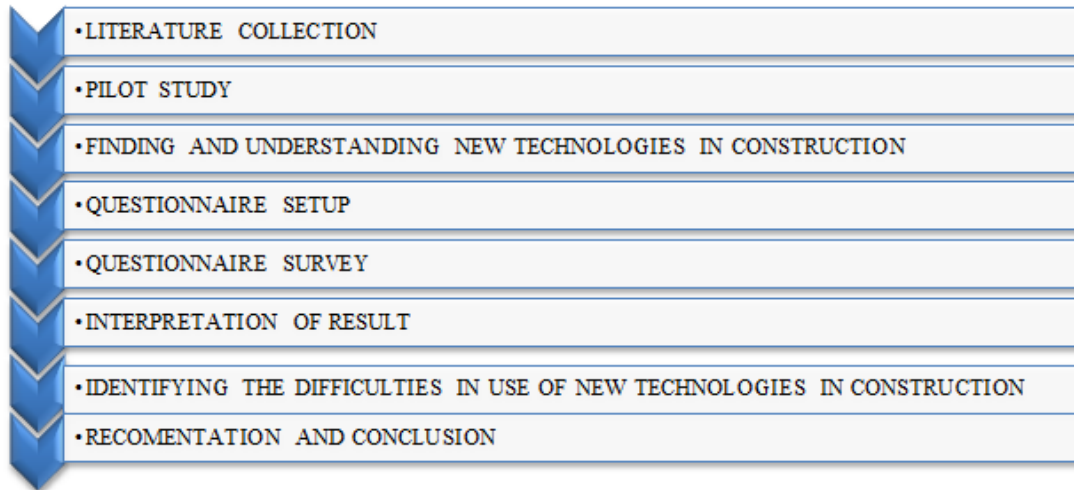 •LITERATURE COLLECTION
•PILOT STUDY
•FINDING AND UNDERSTANDING NEW TECHNOLOGIES IN CONSTRUCTION
•QUESTIONNAIRE SETUP
•QUESTIONNAIRE SURVEY
•INTERPRETATION OF RESULT
•IDENTIFYING THE DIFFICULTIES IN USE OF NEW TECHNOLOGIES IN CONSTRUCTION
•RECOMENTATION AND CONCLUSION